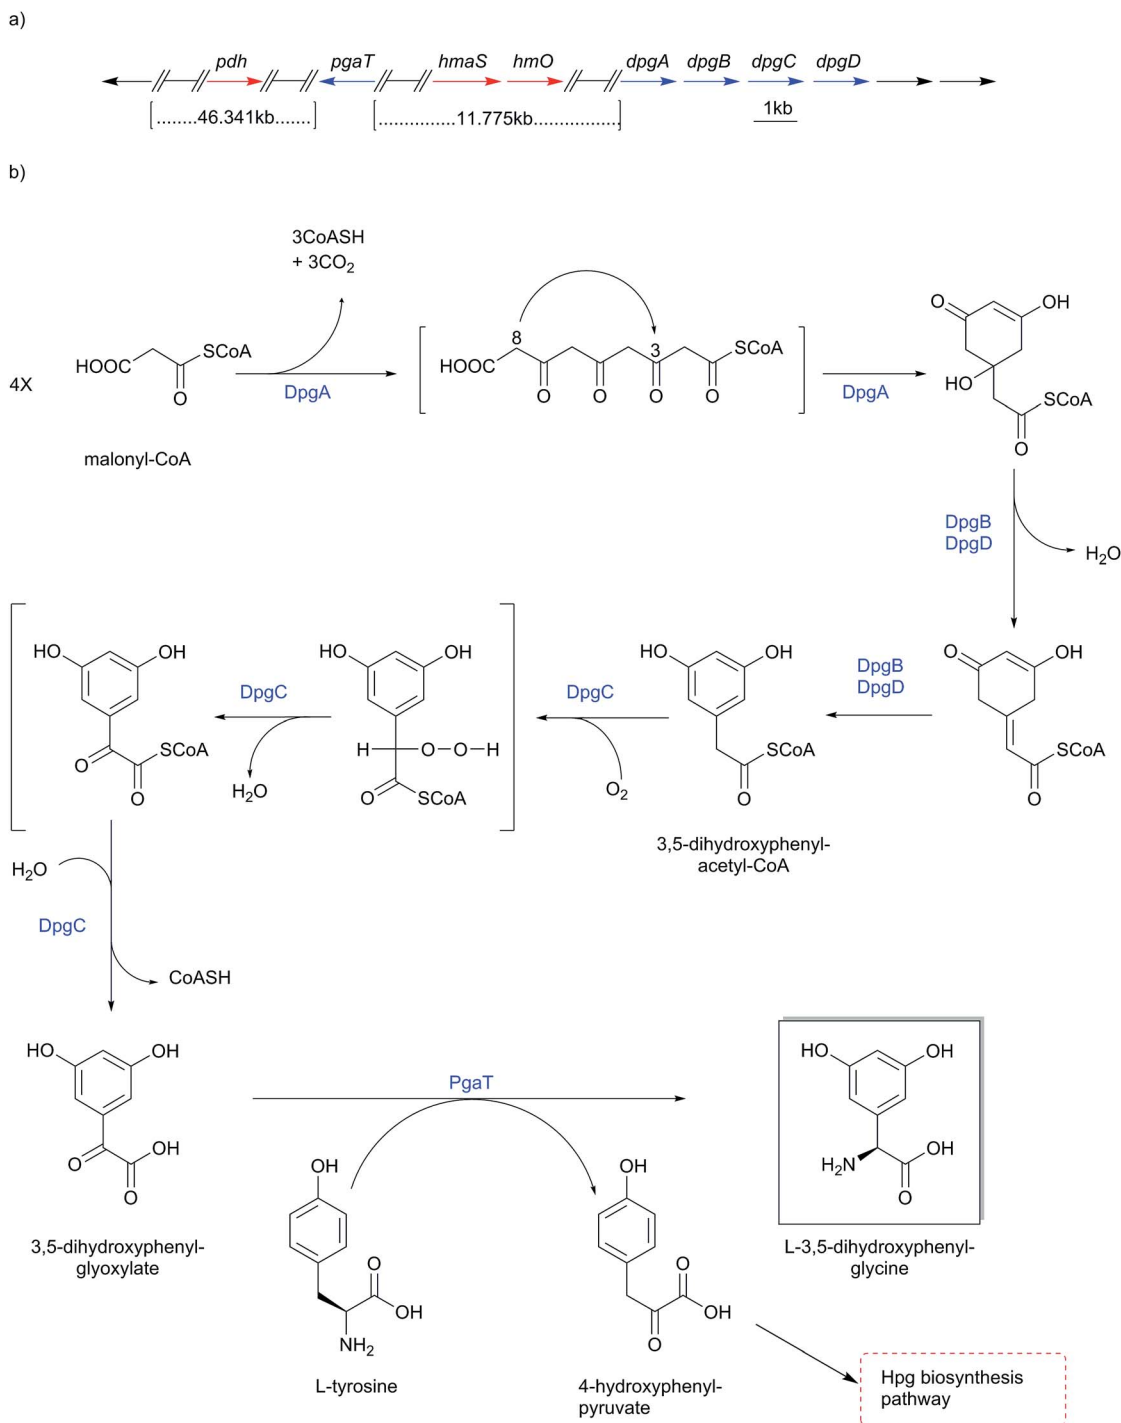 a)
pdh pgaT hmaS hmO dpgA dpgB dpgC dpgD
[........46.341kb.......] [...............11.775kb.................] 1kb
b)
3CoASH
+ 3CO2
4X
HOOC SCoA O
DpgA
8 3
HOOC O O O O SCoA
DpgA
O OH HO SCoA O
malonyl-CoA
DpgB
DpgD
H2O
HO OH O SCoA O
DpgC
H2O
HO OH H O O H O SCoA
DpgC
O2
HO OH SCoA O
DpgB
DpgD
O OH SCoA O
3,5-dihydroxyphenyl-
acetyl-CoA
H2O
DpgC
CoASH
HO OH O OH O
PgaT
HO OH H2N OH O
3,5-dihydroxyphenyl-
glyoxylate
OH O OH NH2
OH O OH O
L-3,5-dihydroxyphenyl-
glycine
L-tyrosine
4-hydroxyphenyl-
pyruvate
Hpg biosynthesis
pathway